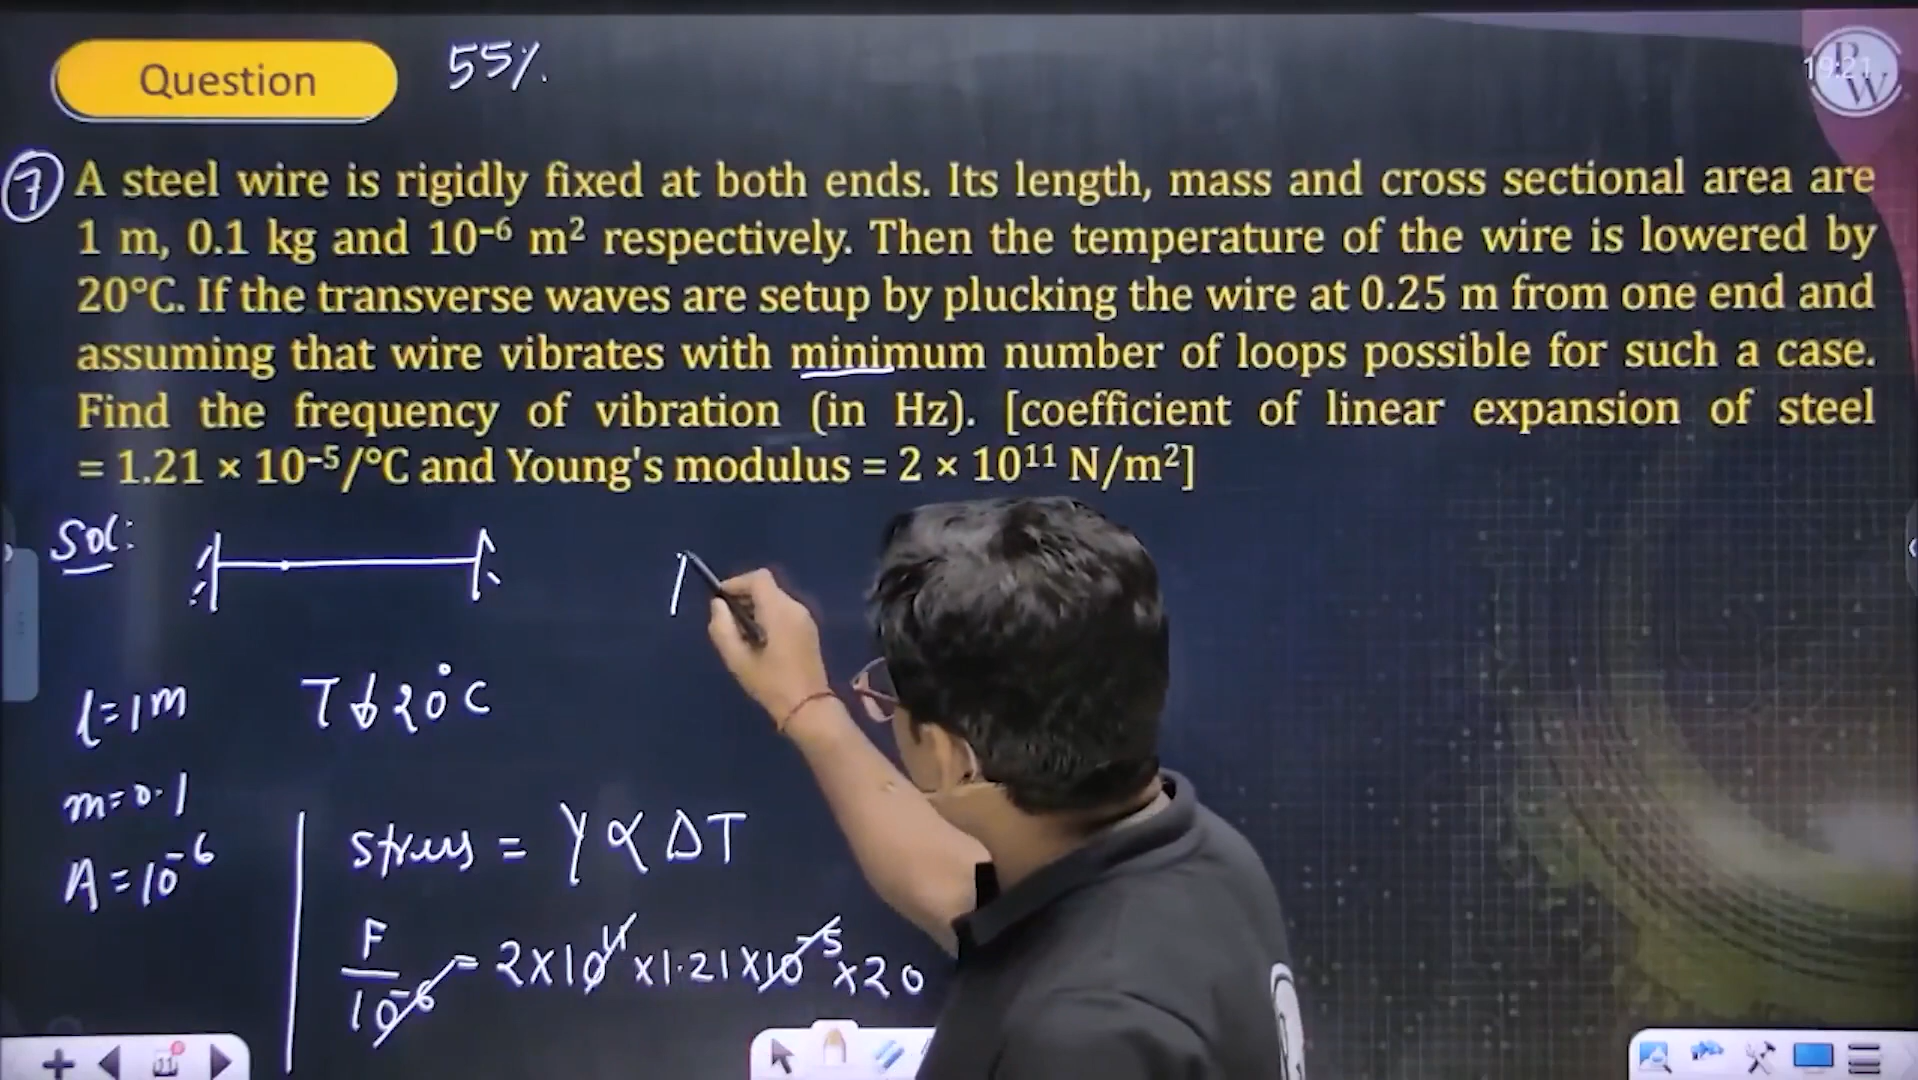 Question
55%.
19:21
PW
7 A steel wire is rigidly fixed at both ends. Its length, mass and cross sectional area are
1 m, 0.1 kg and 10⁻⁶ m² respectively. Then the temperature of the wire is lowered by
20°C. If the transverse waves are setup by plucking the wire at 0.25 m from one end and
assuming that wire vibrates with minimum number of loops possible for such a case.
Find the frequency of vibration (in Hz). [coefficient of linear expansion of steel
= 1.21 × 10⁻⁵/°C and Young's modulus = 2 × 10¹¹ N/m²]
Sol:
l=1m T↓20°C
m=0.1
A=10⁻⁶
stress = Y∝ΔT
F/10⁻⁶ = 2×10¹¹×1.21×10⁻⁵×20
11